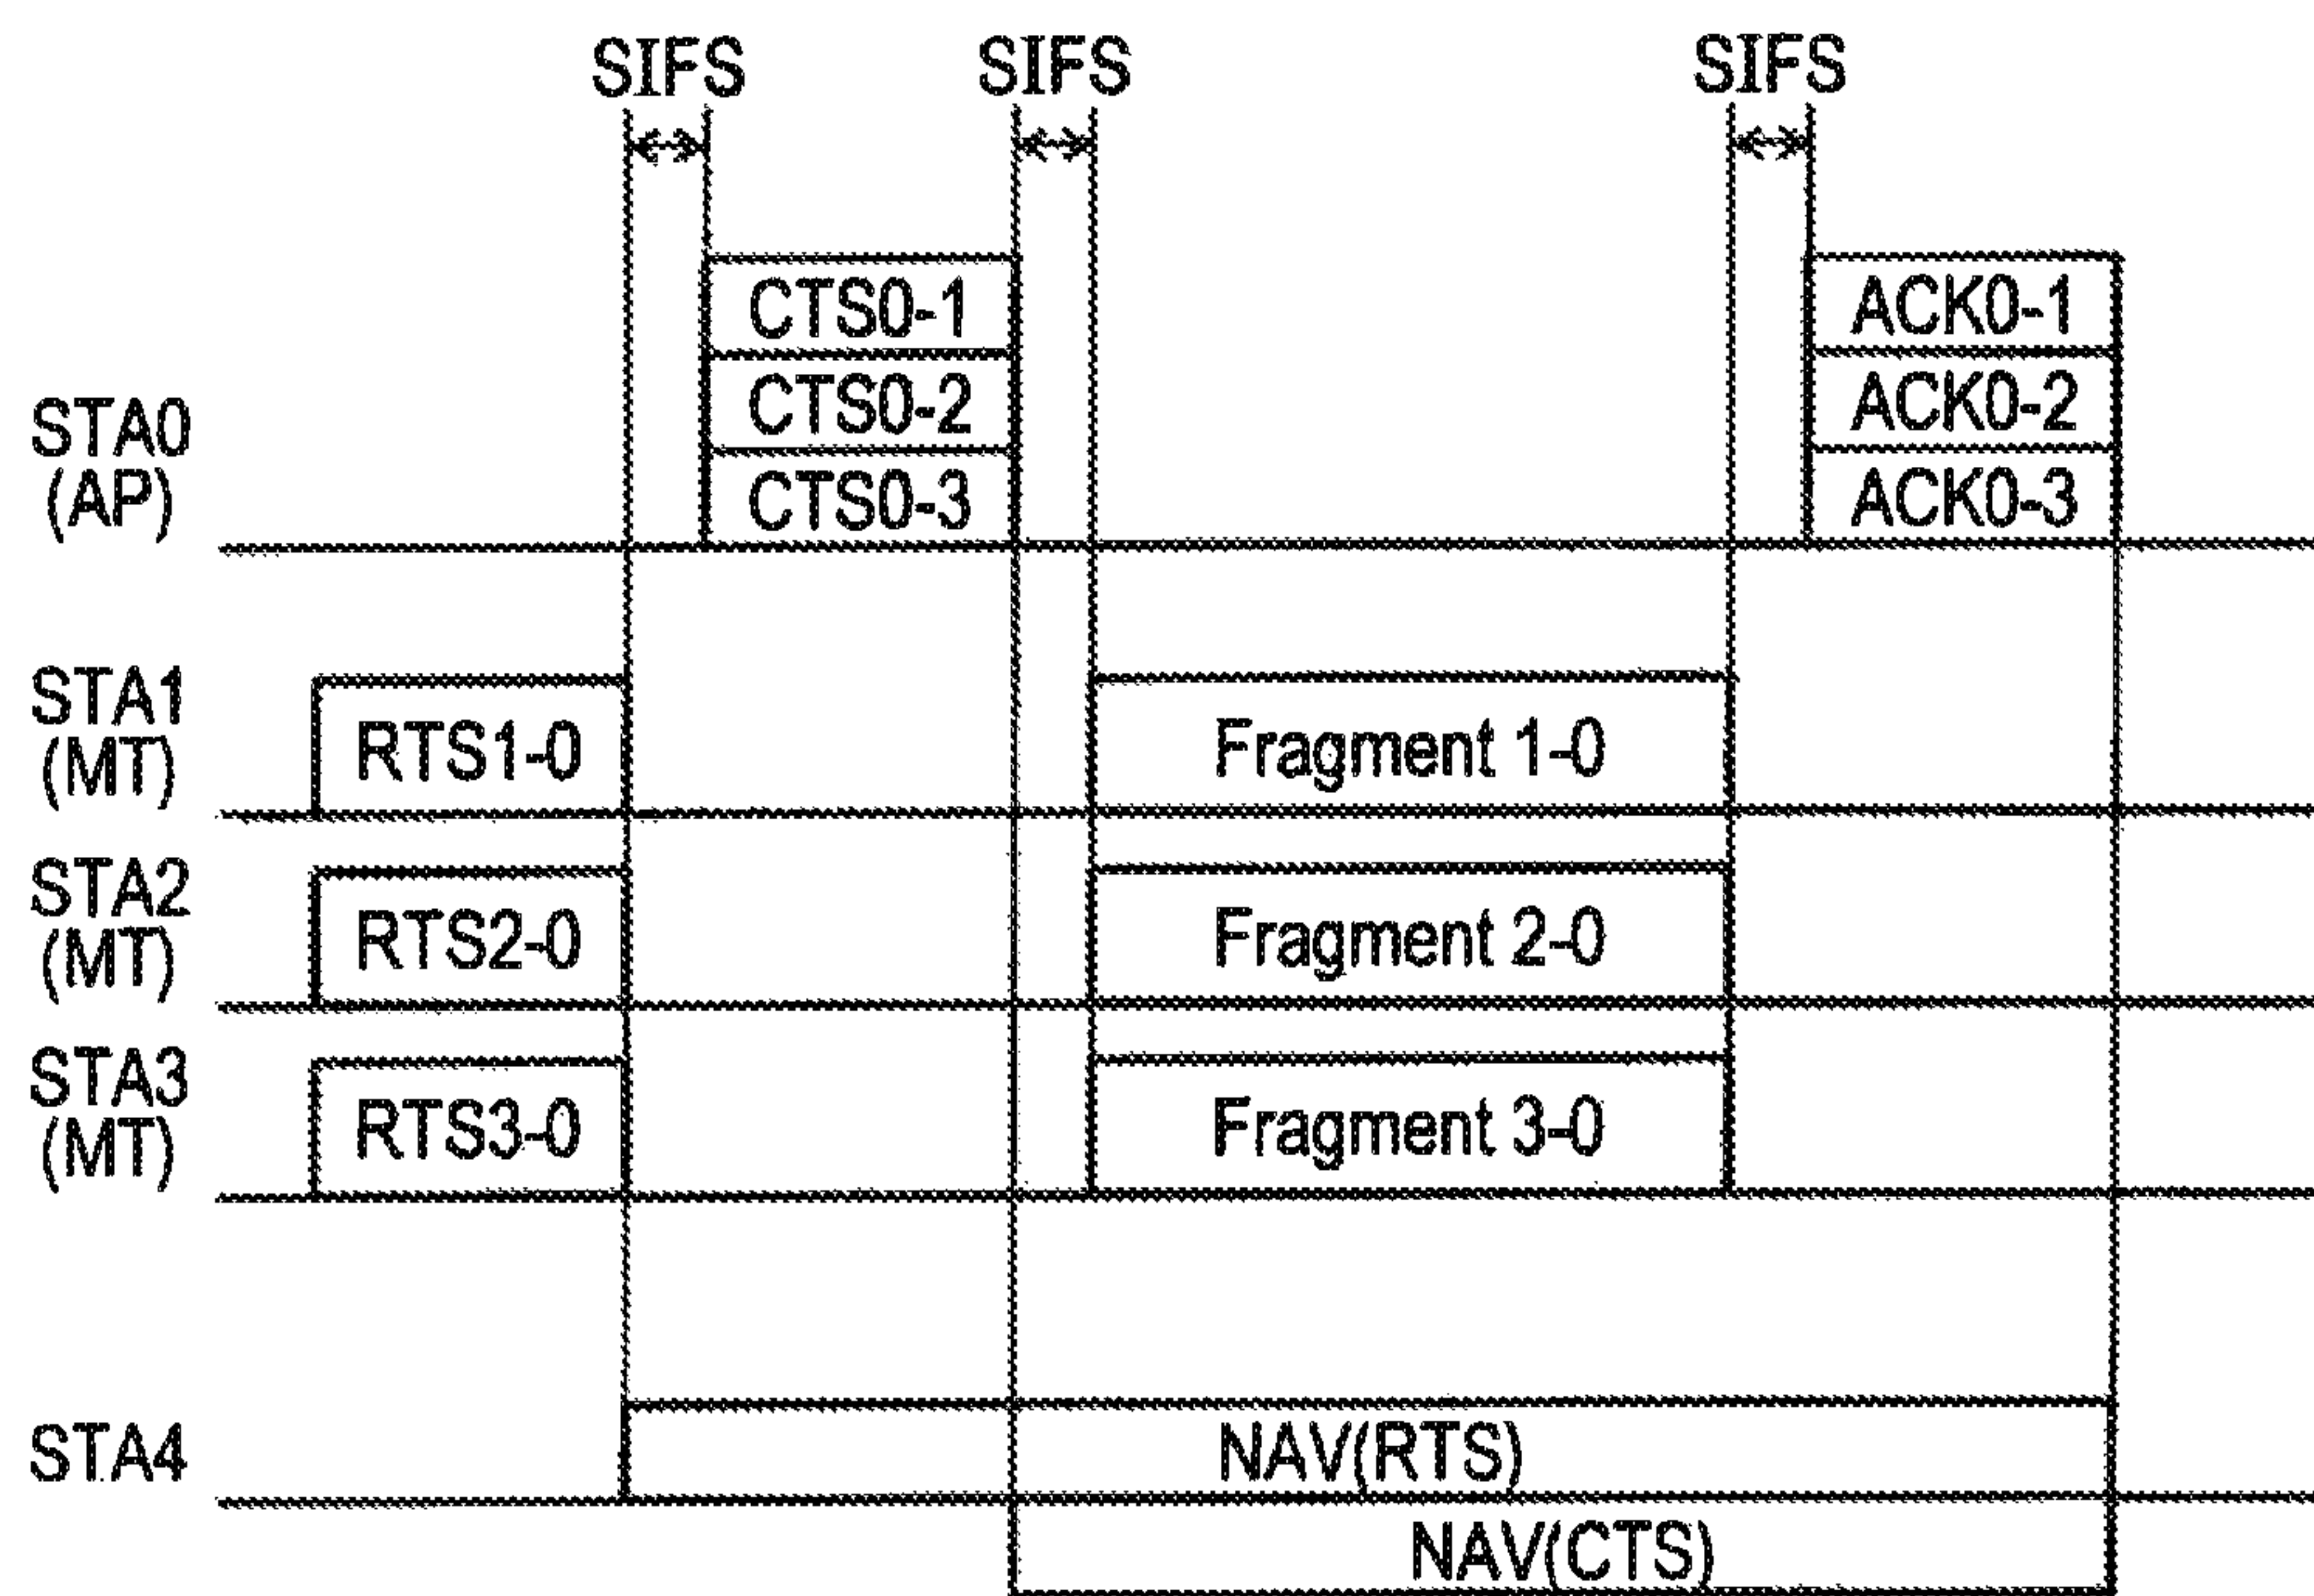 SIFS SIFS SIFS
CTS0-1 ACK0-1
CTS0-2 ACK0-2
STA0
(AP)
CTS0-3 ACK0-3
STA1
(MT)
RTS1-0 Fragment 1-0
STA2
(MT)
RTS2-0 Fragment 2-0
STA3
(MT)
RTS3-0 Fragment 3-0
STA4 NAV(RTS)
NAV(CTS)